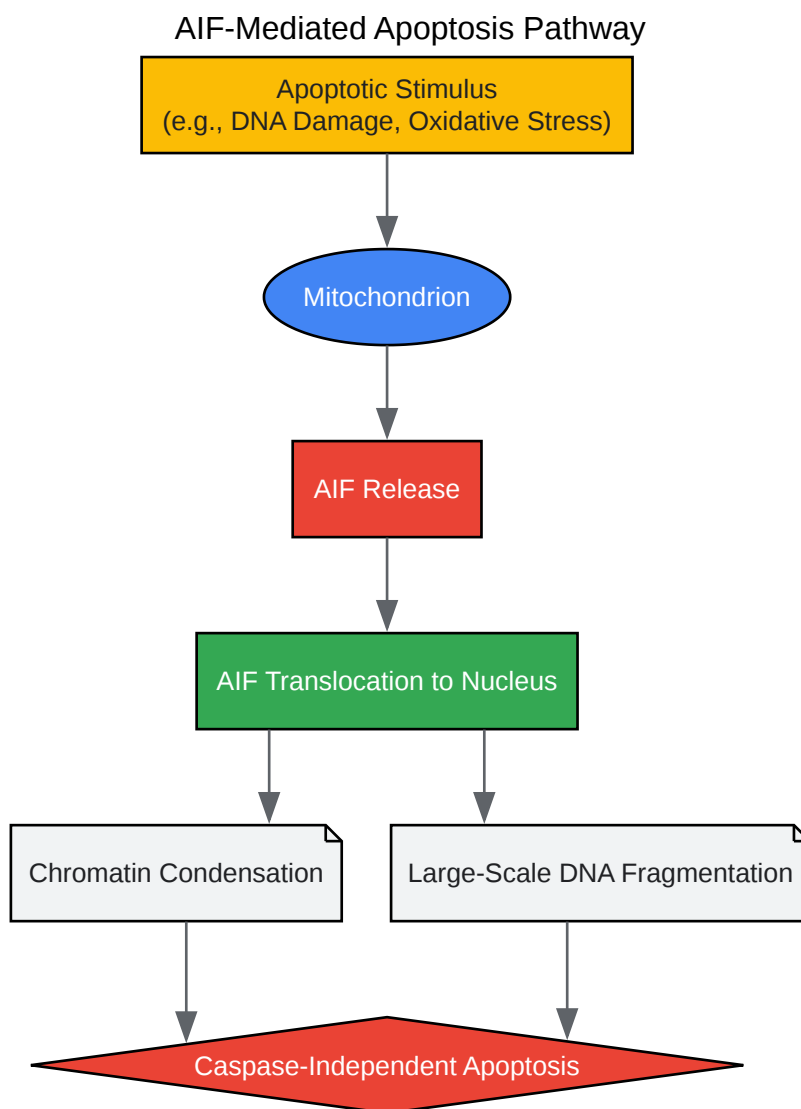 AIF-Mediated Apoptosis Pathway
Apoptotic Stimulus
(e.g., DNA Damage, Oxidative Stress)
Mitochondrion
AIF Release
AIF Translocation to Nucleus
Chromatin Condensation
Large-Scale DNA Fragmentation
Caspase-Independent Apoptosis